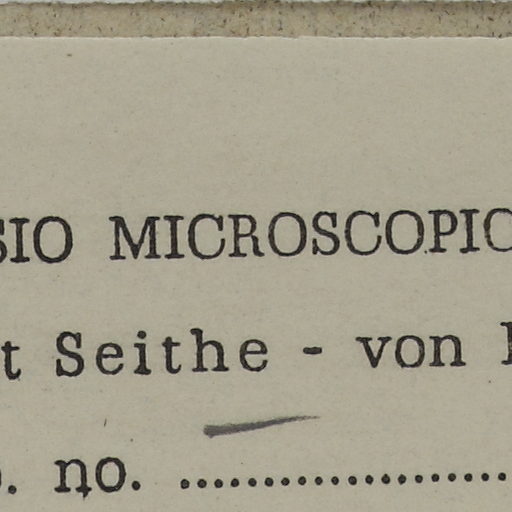 SIO MICROSCOPIC
t Seithe - von
. no. ..................